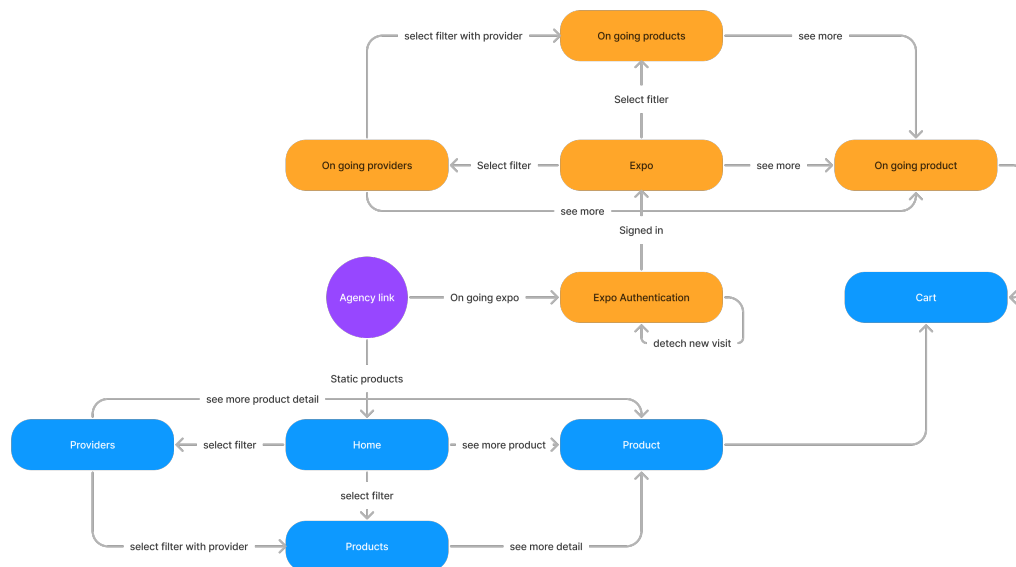 select filter with provider
On going products
see more
Select fitler
On going providers
Select filter
Expo
see more
On going product
see more
Signed in
Agency link
On going expo
Expo Authentication
Cart
detech new visit
Static products
see more product detail
Providers
select filter
Home
see more product
Product
select filter
select filter with provider
Products
see more detail